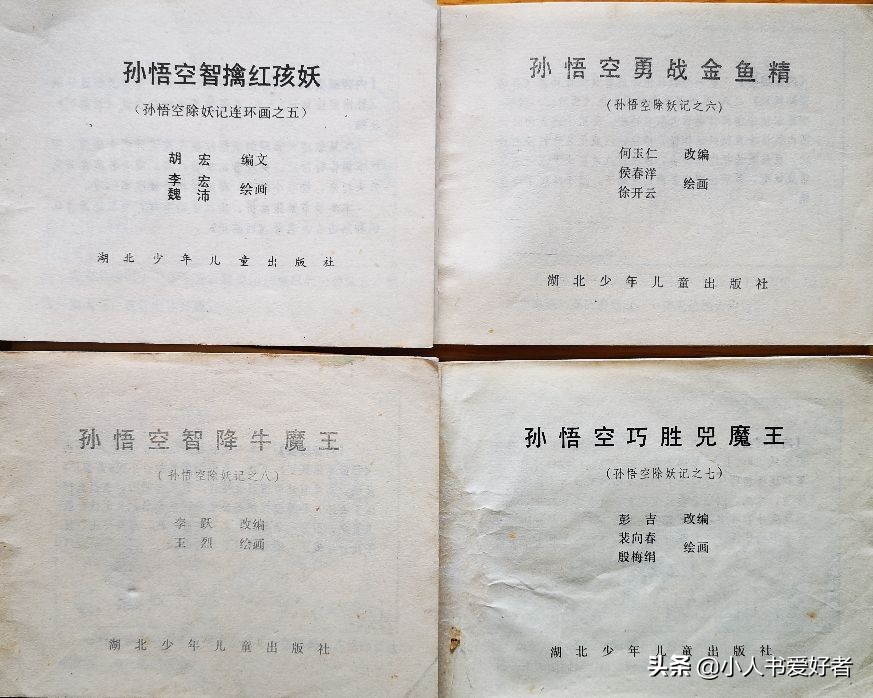 孙悟空智擒红孩妖
（孙悟空除妖记连环画之五）
胡 宏 编文
李 宏
魏 沛 绘画
湖北少年儿童出版社
孙悟空勇战金鱼精
（孙悟空除妖记之六）
何玉仁 改编
侯春洋
徐开云 绘画
湖北少年儿童出版社
孙悟空智降牛魔王
（孙悟空除妖记之八）
李 跃 改编
王 烈 绘画
湖北少年儿童出版社
孙悟空巧胜兕魔王
（孙悟空除妖记之七）
彭 吉 改编
裴向春
殷梅绢 绘画
湖北少年儿童出版社
头条 @小人书爱好者